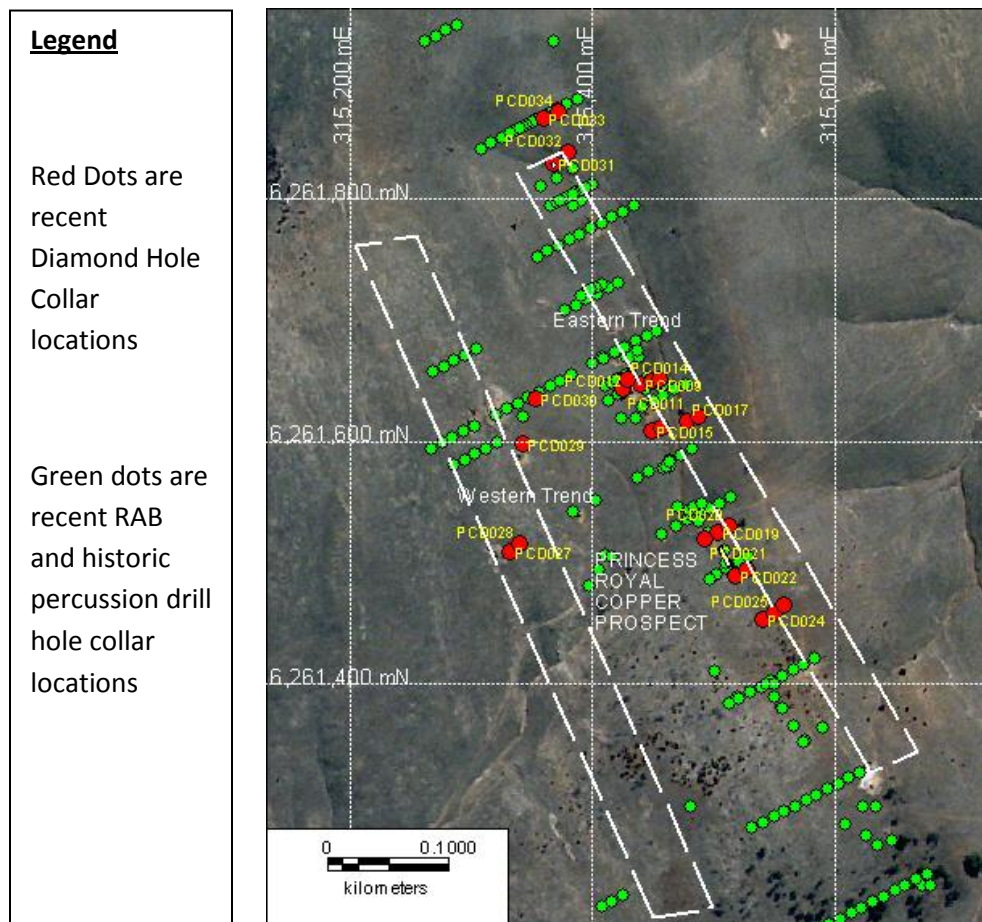 Legend
Red Dots are
recent
Diamond Hole
Collar
locations
Green dots are
recent RAB
and historic
percussion drill
hole collar
locations
315,200 mE
315,400 mE
315,600 mE
PCD034
PCD033
PCD032
PCD031
6,261,800 mN
Eastern Trend
PCD014
PCD012
PCD009
PCD030
PCD011
PCD017
PCD015
6,261,600 mN
PCD029
Western Trend
PCD020
PCD028
PCD019
PCD027
PCD021
PRINCESS
ROYAL
COPPER
PROSPECT
PCD022
PCD025
PCD024
6,261,400 mN
0 0.1000
kilometers